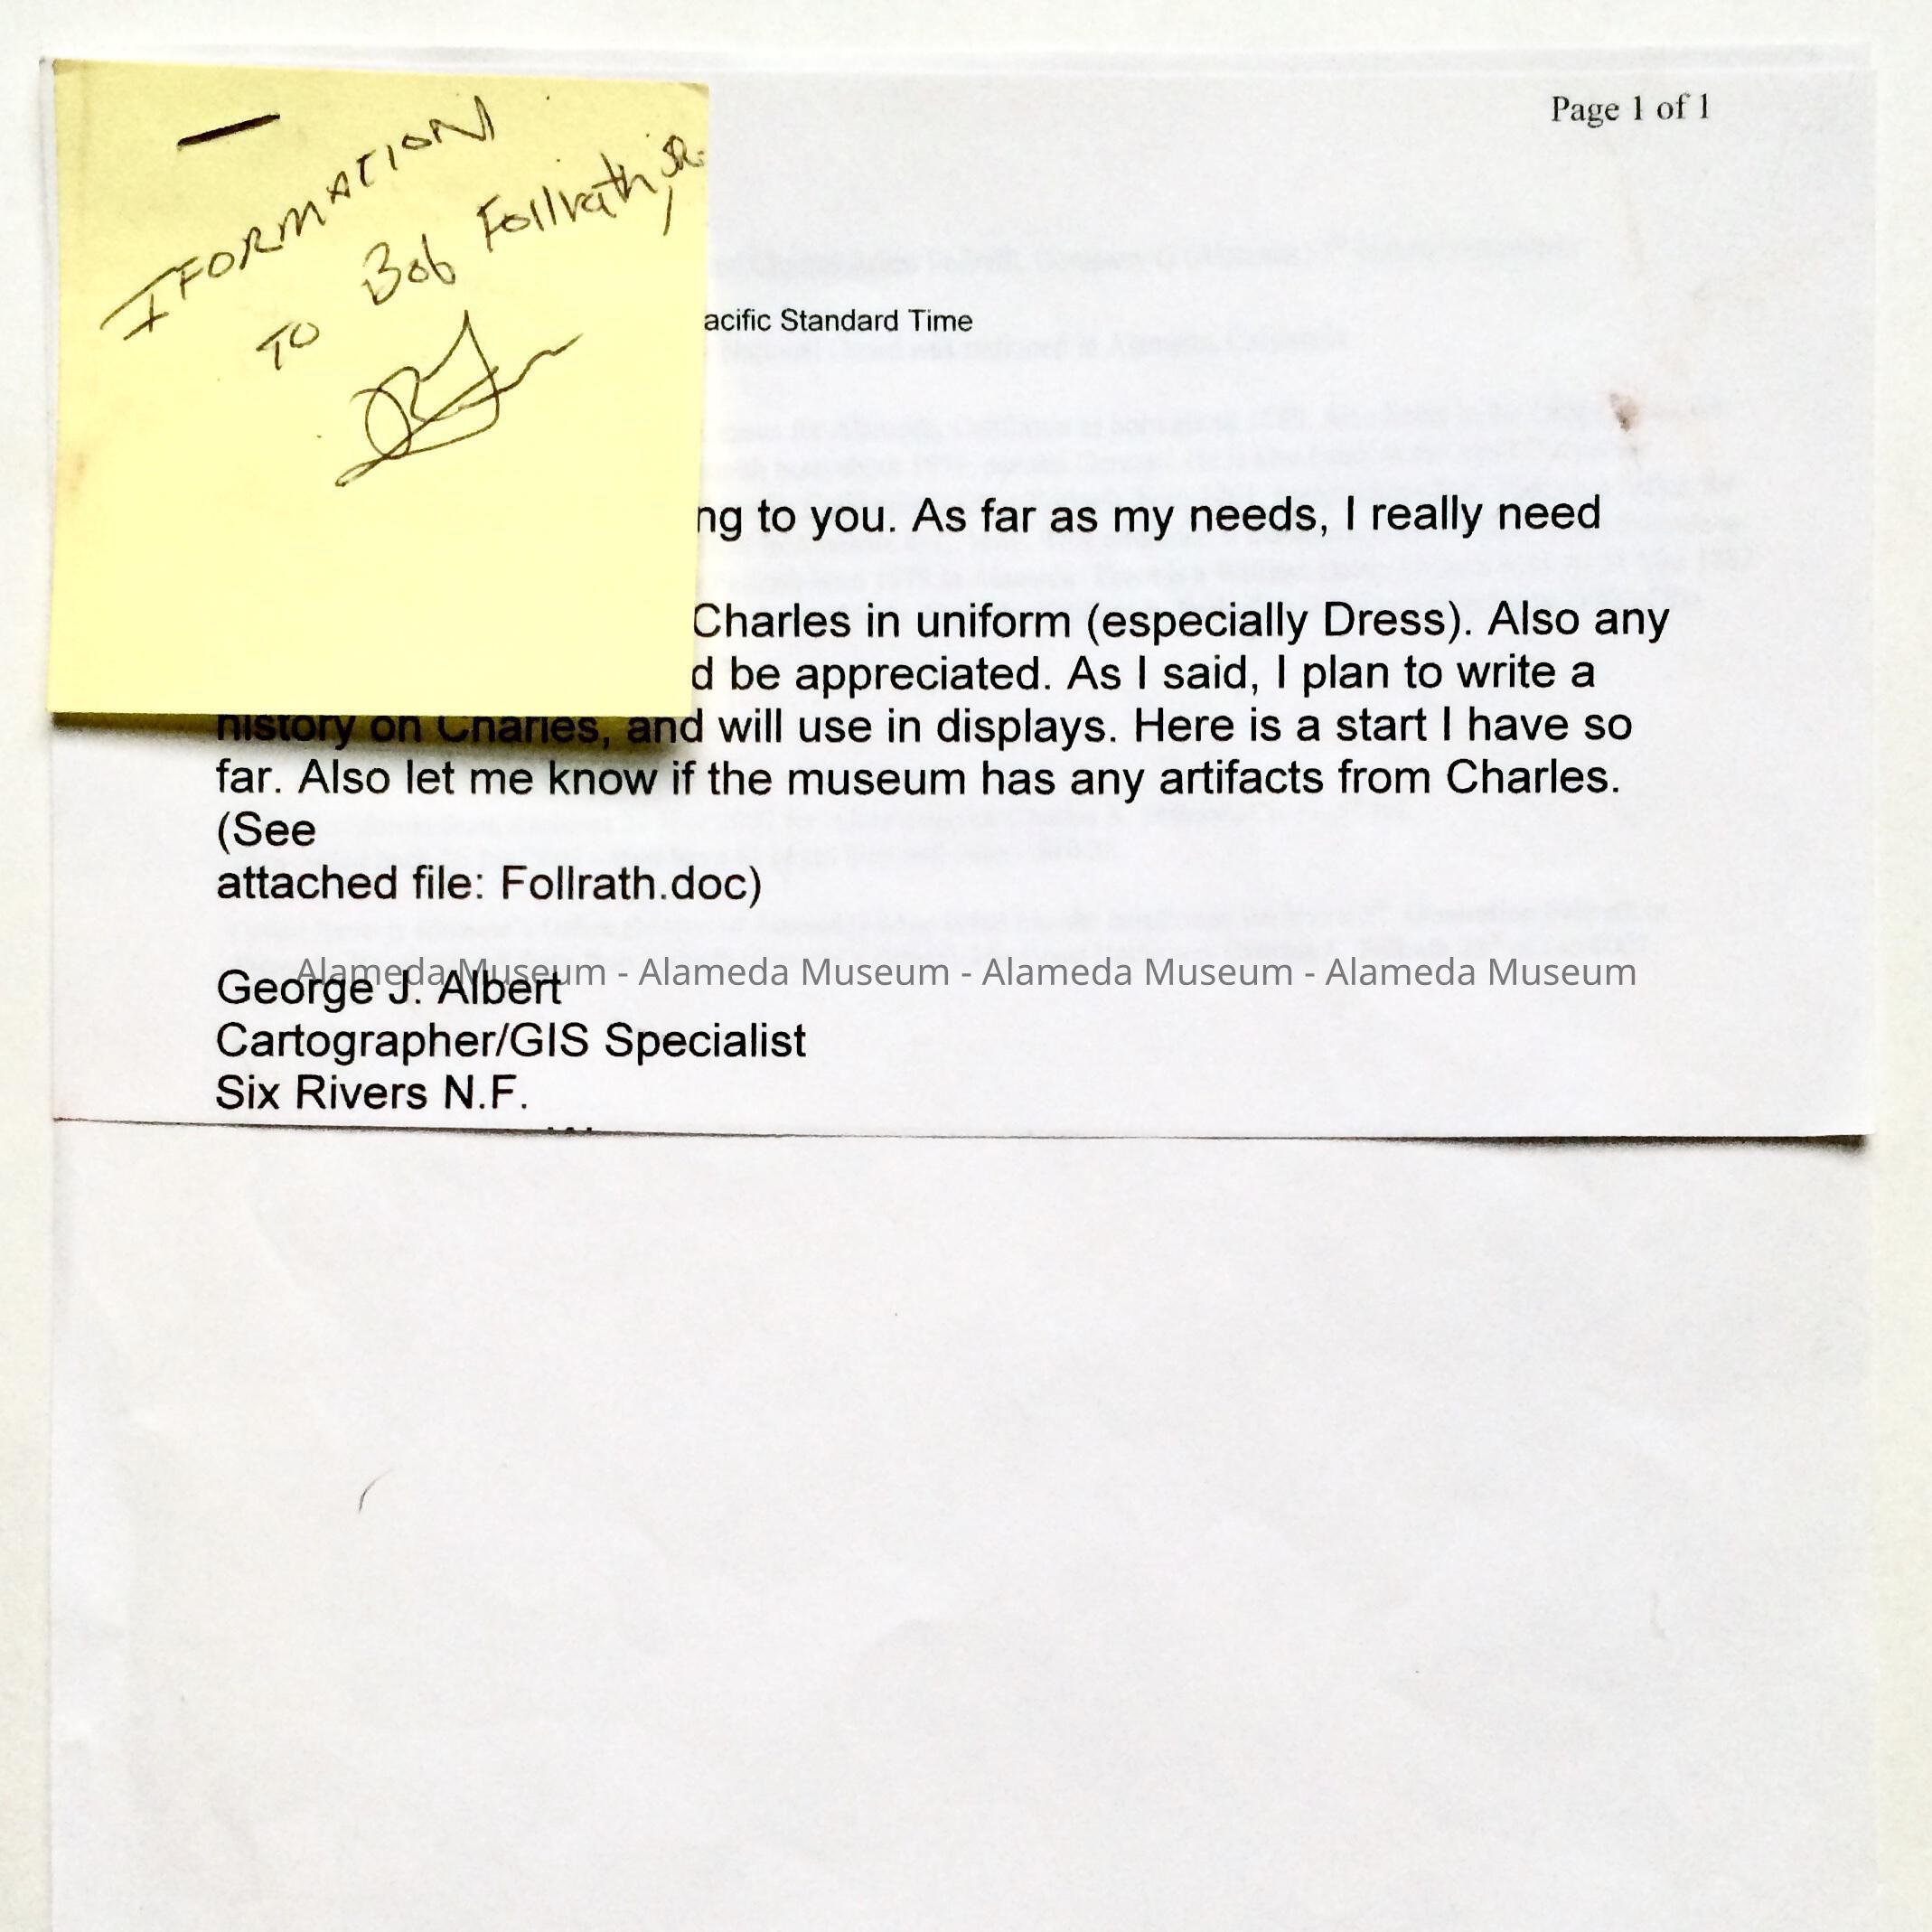 Page 1 of 1
IFORMATION
TO Bob Follrath, SR.
acific Standard Time
ng to you. As far as my needs, I really need
Charles in uniform (especially Dress). Also any
d be appreciated. As I said, I plan to write a
history on Charles, and will use in displays. Here is a start I have so
far. Also let me know if the museum has any artifacts from Charles.
(See
attached file: Follrath.doc)
Alameda Museum - Alameda Museum - Alameda Museum - Alameda Museum
George J. Albert
Cartographer/GIS Specialist
Six Rivers N.F.